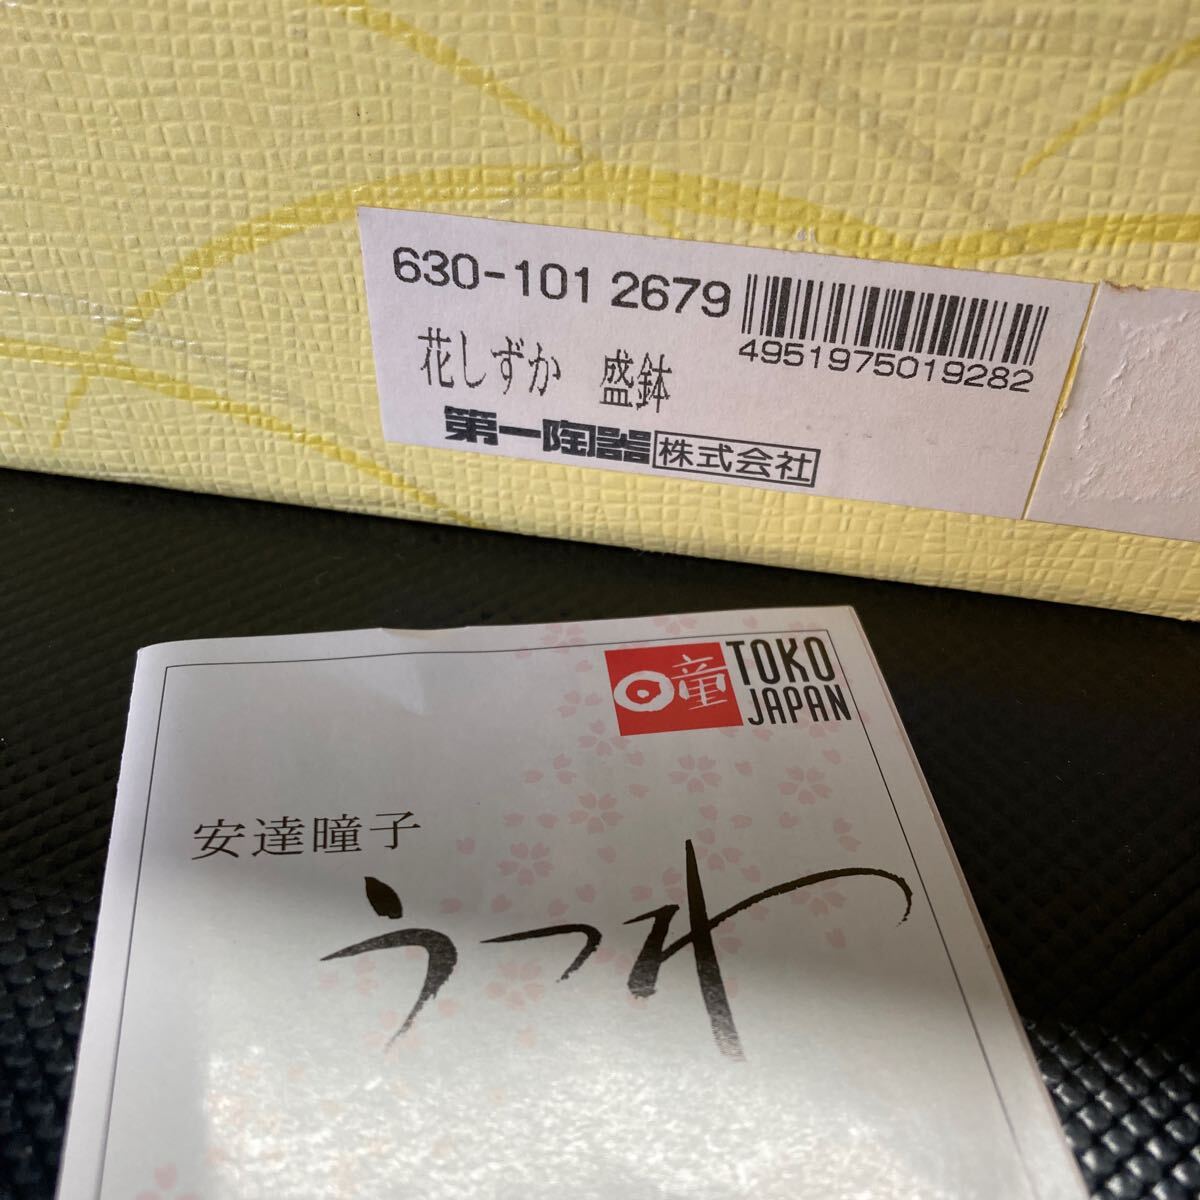 630-101 2679
4951975019282
花しずか 盛鉢
第一陶器株式会社
瞳 TOKO
JAPAN
安達瞳子
うつわ